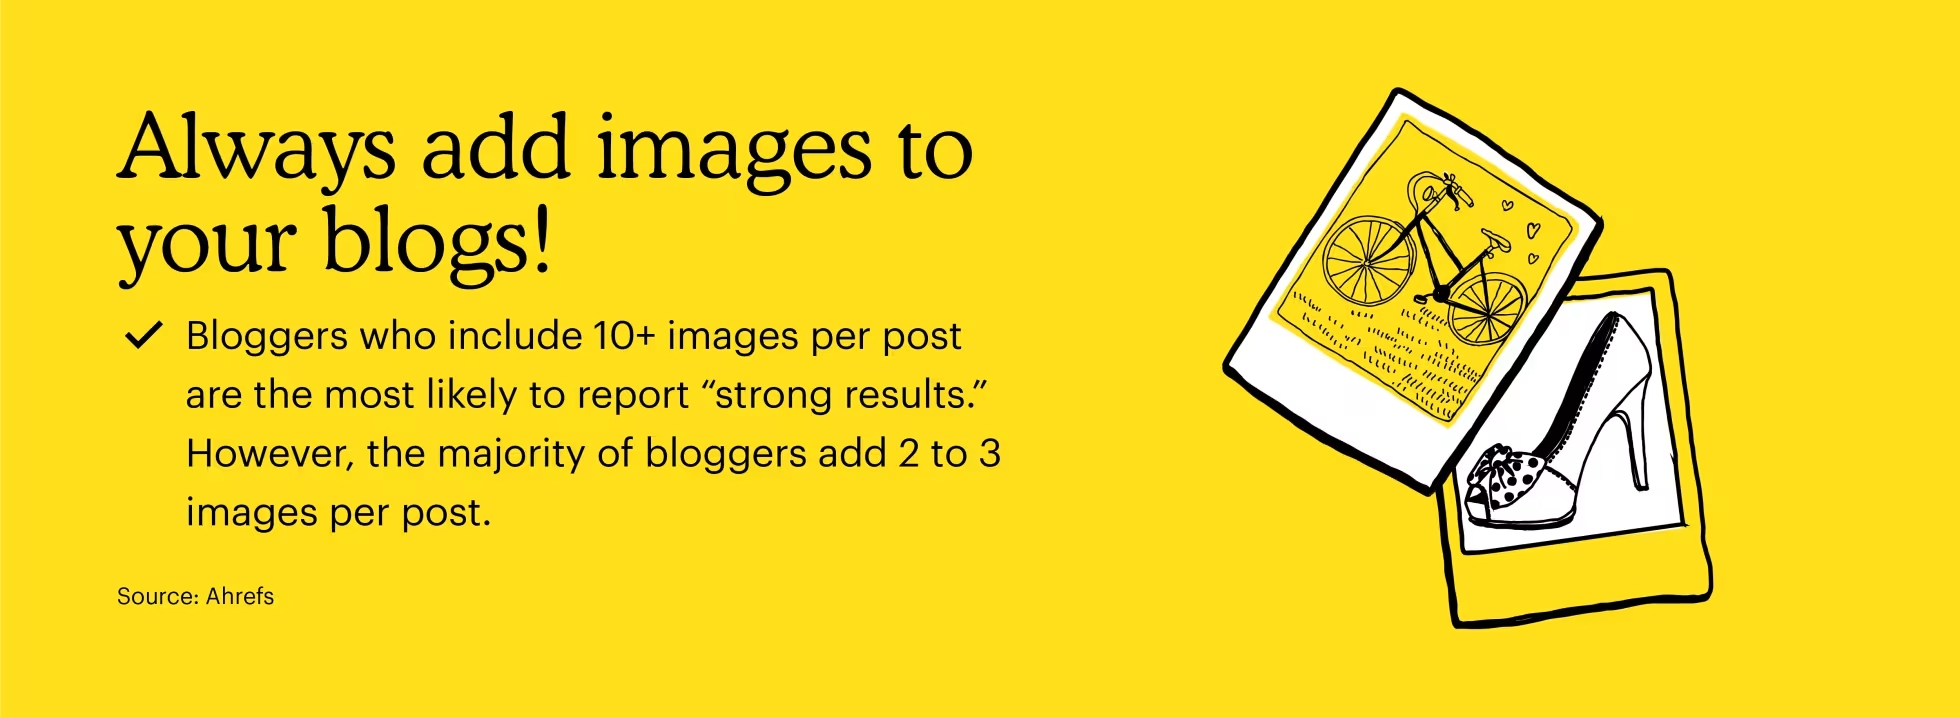 Always add images to
your blogs!
Bloggers who include 10+ images per post
are the most likely to report “strong results.”
However, the majority of bloggers add 2 to 3
images per post.
Source: Ahrefs